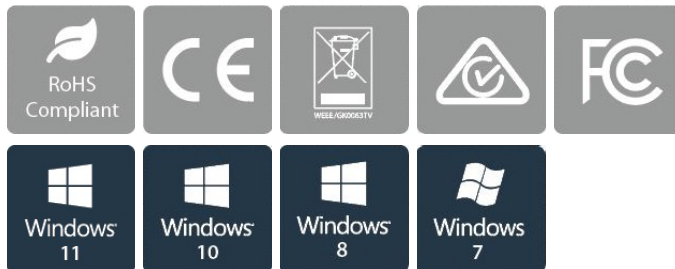 RoHS
Compliant
CE
WEEE/GK0063TV
FC
Windows
11
Windows
10
Windows
8
Windows
7